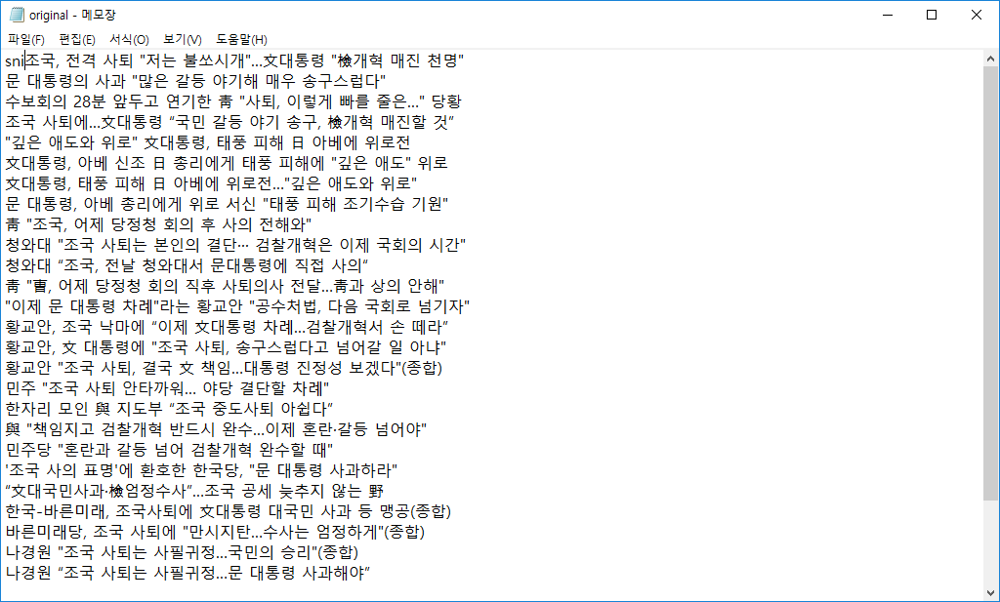 original - 메모장
파일(F) 편집(E) 서식(O) 보기(V) 도움말(H)
sni조국, 전격 사퇴 "저는 불쏘시개"...文대통령 "檢개혁 매진 천명"
문 대통령의 사과 "많은 갈등 야기해 매우 송구스럽다"
수보회의 28분 앞두고 연기한 靑 "사퇴, 이렇게 빠를 줄은..." 당황
조국 사퇴에...文대통령 “국민 갈등 야기 송구, 檢개혁 매진할 것”
"깊은 애도와 위로" 文대통령, 태풍 피해 日 아베에 위로전
文대통령, 아베 신조 日 총리에게 태풍 피해에 "깊은 애도" 위로
文대통령, 태풍 피해 日 아베에 위로전..."깊은 애도와 위로"
문 대통령, 아베 총리에게 위로 서신 "태풍 피해 조기수습 기원"
靑 "조국, 어제 당정청 회의 후 사의 전해와"
청와대 "조국 사퇴는 본인의 결단… 검찰개혁은 이제 국회의 시간"
청와대 “조국, 전날 청와대서 문대통령에 직접 사의”
靑 "曺, 어제 당정청 회의 직후 사퇴의사 전달...靑과 상의 안해"
"이제 문 대통령 차례"라는 황교안 "공수처법, 다음 국회로 넘기자"
황교안, 조국 낙마에 “이제 文대통령 차례...검찰개혁서 손 떼라”
황교안, 文 대통령에 "조국 사퇴, 송구스럽다고 넘어갈 일 아냐"
황교안 "조국 사퇴, 결국 文 책임...대통령 진정성 보겠다"(종합)
민주 "조국 사퇴 안타까워... 야당 결단할 차례"
한자리 모인 與 지도부 “조국 중도사퇴 아쉽다”
與 "책임지고 검찰개혁 반드시 완수...이제 혼란·갈등 넘어야"
민주당 "혼란과 갈등 넘어 검찰개혁 완수할 때"
'조국 사의 표명'에 환호한 한국당, "문 대통령 사과하라"
“文대국민사과·檢엄정수사”...조국 공세 늦추지 않는 野
한국-바른미래, 조국사퇴에 文대통령 대국민 사과 등 맹공(종합)
바른미래당, 조국 사퇴에 "만시지탄...수사는 엄정하게"(종합)
나경원 "조국 사퇴는 사필귀정...국민의 승리"(종합)
나경원 “조국 사퇴는 사필귀정...문 대통령 사과해야”